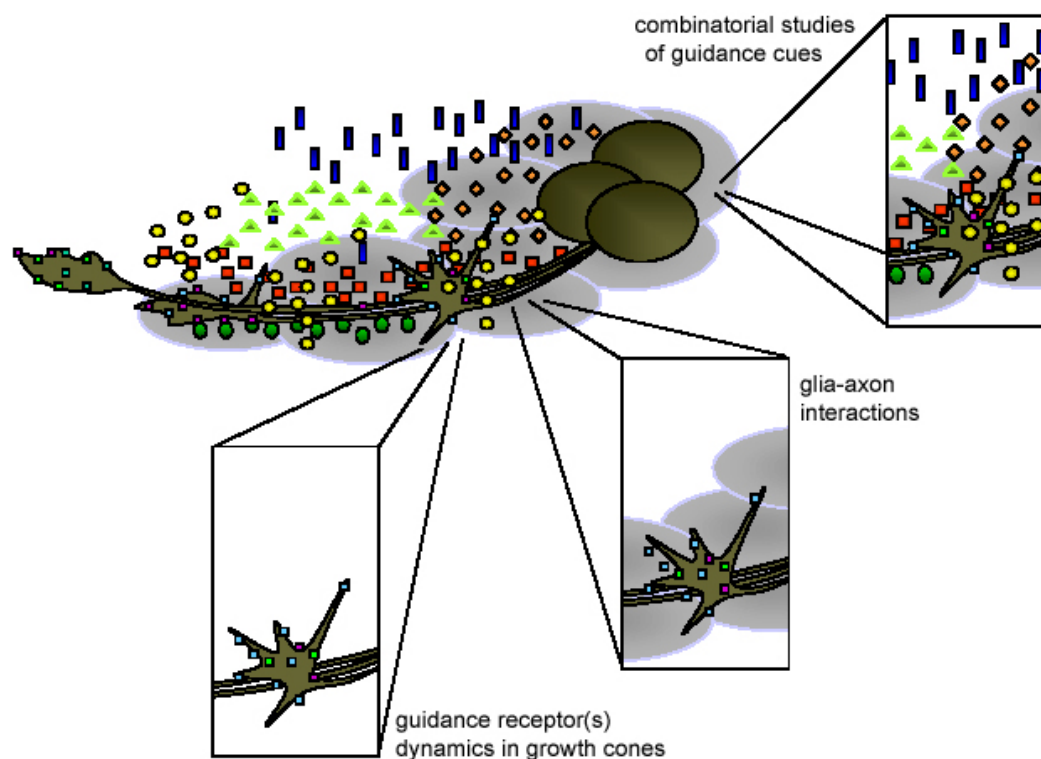 combinatorial studies
of guidance cues
glia-axon
interactions
guidance receptor(s)
dynamics in growth cones